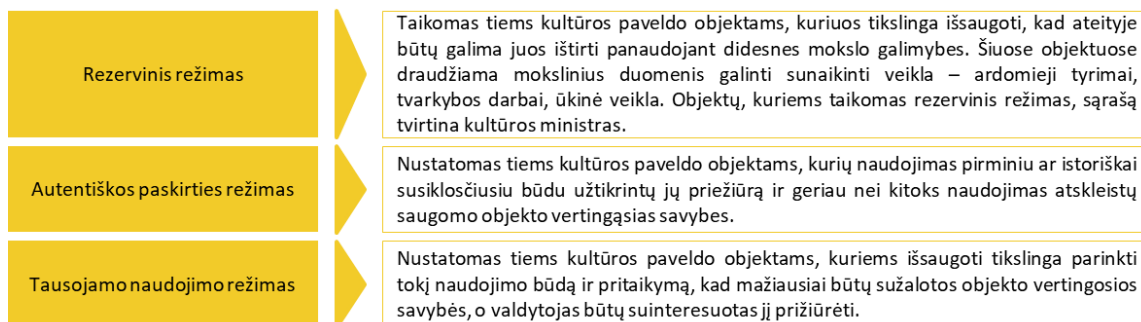 Rezervinis režimas
Taikomas tiems kultūros paveldo objektams, kuriuos tikslinga išsaugoti, kad ateityje
būtų galima juos ištirti panaudojant didesnes mokslo galimybes. Šiuose objektuose
draudžiama mokslinius duomenis galinti sunaikinti veikla – ardomieji tyrimai,
tvarkybos darbai, ūkinė veikla. Objektų, kuriems taikomas rezervinis režimas, sąrašą
tvirtina kultūros ministras.
Autentiškos paskirties režimas
Nustatomas tiems kultūros paveldo objektams, kurių naudojimas pirminiu ar istoriškai
susiklosčiusiu būdu užtikrintų jų priežiūrą ir geriau nei kitoks naudojimas atskleistų
saugomo objekto vertingąsias savybes.
Tausojamo naudojimo režimas
Nustatomas tiems kultūros paveldo objektams, kuriems išsaugoti tikslinga parinkti
tokį naudojimo būdą ir pritaikymą, kad mažiausiai būtų sužalotos objekto vertingosios
savybės, o valdytojas būtų suinteresuotas jį prižiūrėti.